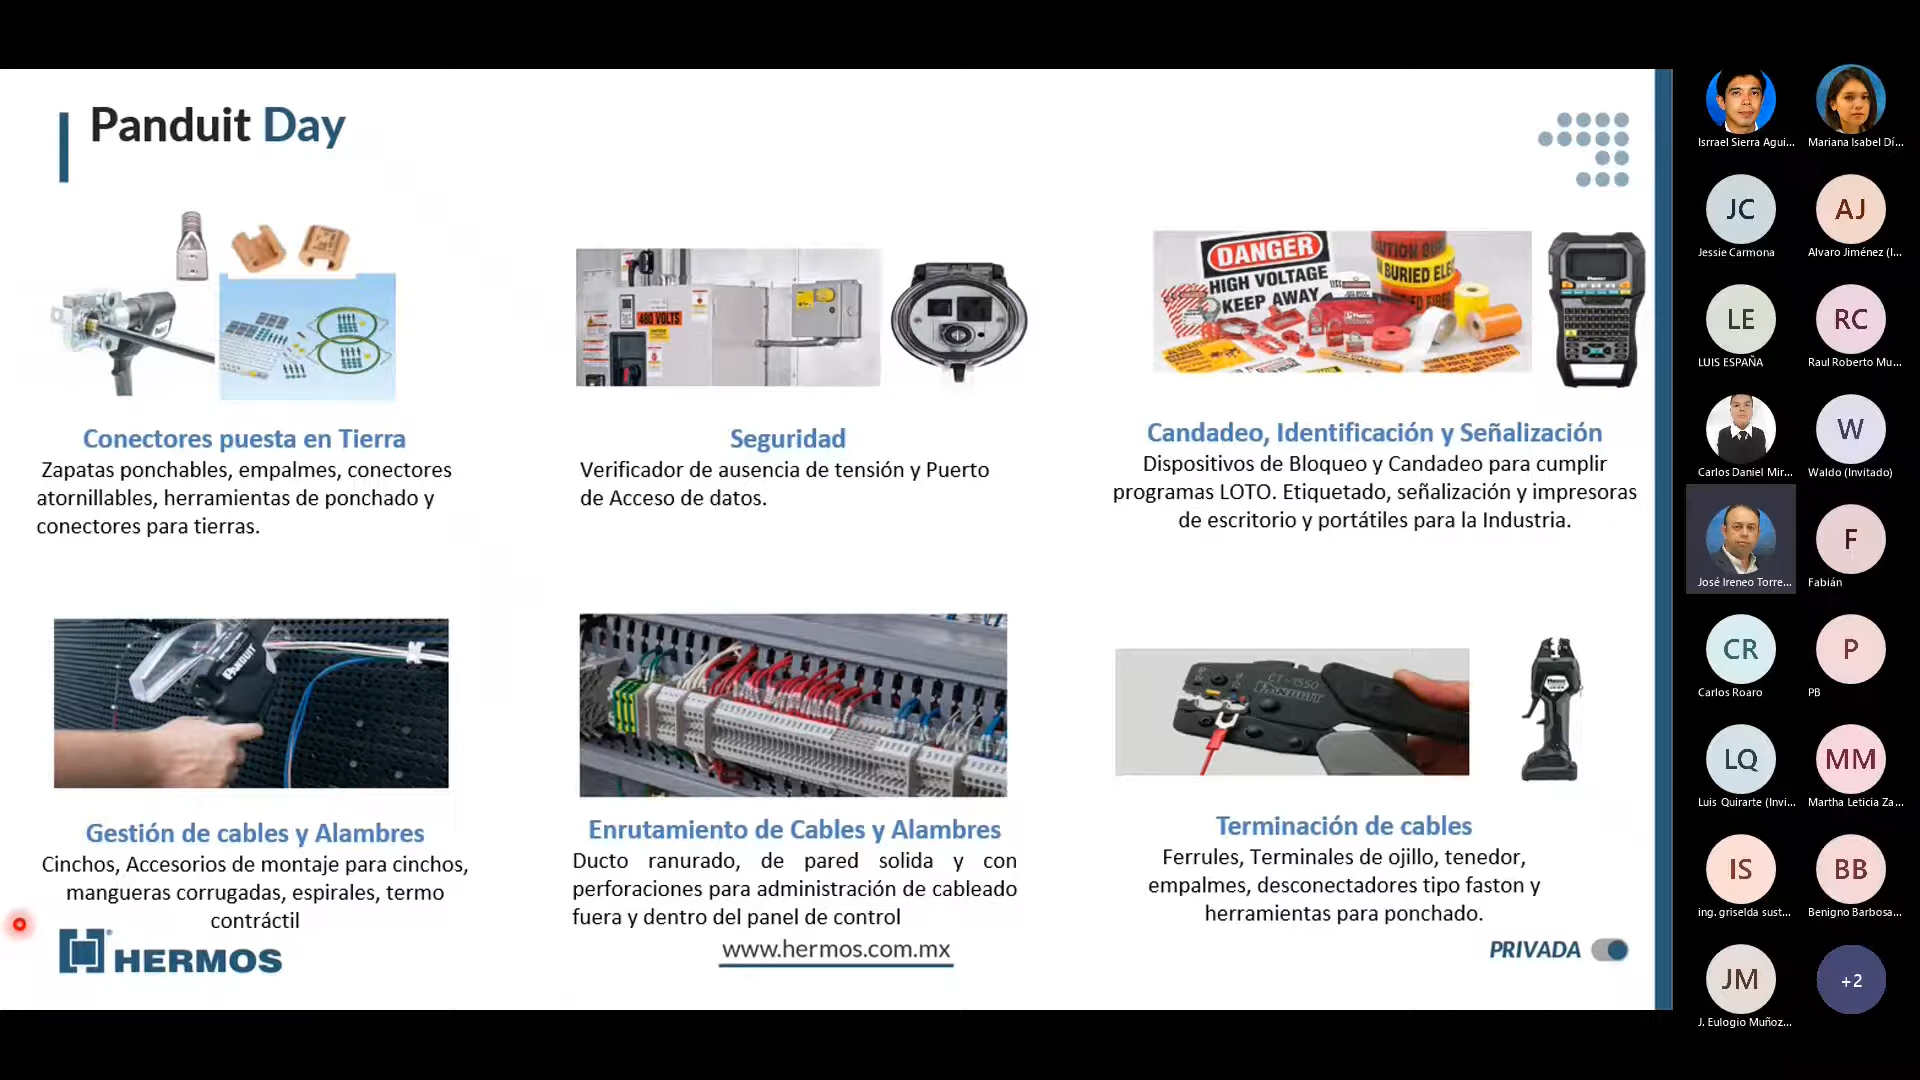 Panduit Day
480 VOLTS
DANGER
HIGH VOLTAGE
KEEP AWAY
Conectores puesta en Tierra
Zapatas ponchables, empalmes, conectores
atornillables, herramientas de ponchado y
conectores para tierras.
Seguridad
Verificador de ausencia de tensión y Puerto
de Acceso de datos.
Candadeo, Identificación y Señalización
Dispositivos de Bloqueo y Candadeo para cumplir
programas LOTO. Etiquetado, señalización y impresoras
de escritorio y portátiles para la Industria.
PANDUIT
CT-1550
PANDUIT
Gestión de cables y Alambres
Cinchos, Accesorios de montaje para cinchos,
mangueras corrugadas, espirales, termo
contráctil
Enrutamiento de Cables y Alambres
Ducto ranurado, de pared solida y con
perforaciones para administración de cableado
fuera y dentro del panel de control
Terminación de cables
Ferrules, Terminales de ojillo, tenedor,
empalmes, desconectadores tipo faston y
herramientas para ponchado.
HERMOS
www.hermos.com.mx
PRIVADA
Isrrael Sierra Agui...
Mariana Isabel Dí...
JC
Jessie Carmona
AJ
Alvaro Jiménez (I...
LE
LUIS ESPAÑA
RC
Raul Roberto Mu...
Carlos Daniel Mir...
W
Waldo (Invitado)
José Ireneo Torre...
F
Fabián
CR
Carlos Roaro
P
PB
LQ
Luis Quirarte (Invi...
MM
Martha Leticia Za...
IS
ing. griselda sust...
BB
Benigno Barbosa...
JM
J. Eulogio Muñoz...
+2